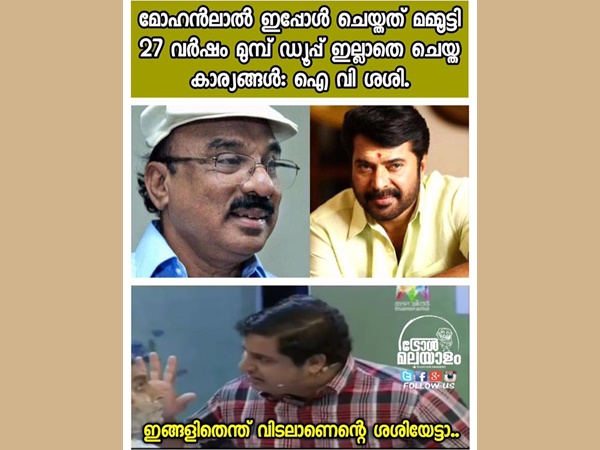 മോഹൻലാൽ ഇപ്പോൾ ചെയ്തത് മമ്മൂട്ടി
27 വർഷം മുമ്പ് ഡ്യൂപ്പ് ഇല്ലാതെ ചെയ്ത
കാര്യങ്ങൾ: ഐ വി ശശി.
ട്രോൾ
മലയാളം
FOLLOW US
ഇങ്ങളിതെന്ത് വിടലാണെന്റെ ശശിയേട്ടാ..